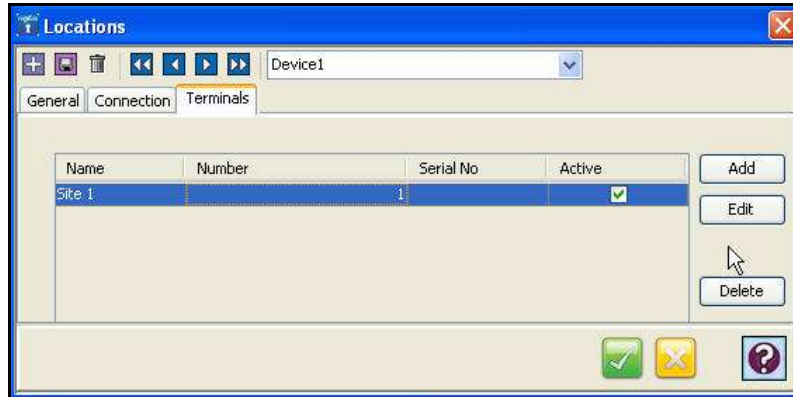 Locations
Device1
General Connection Terminals
Name Number Serial No Active
Add
Site 1 1
Edit
Delete
?